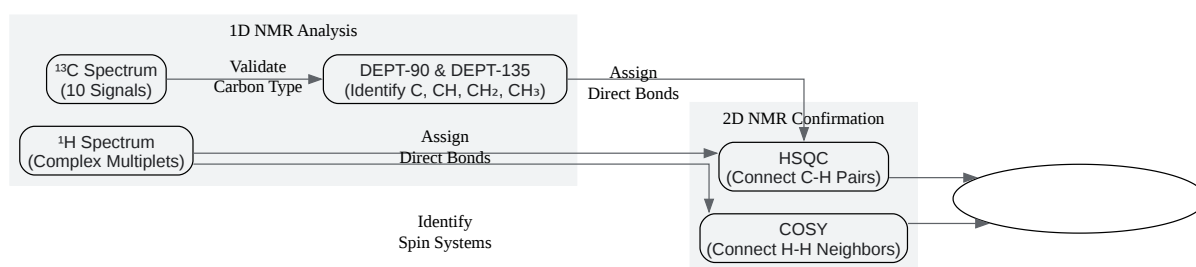 1D NMR Analysis
¹³C Spectrum
(10 Signals)
Validate
Carbon Type
DEPT-90 & DEPT-135
(Identify C, CH, CH₂, CH₃)
Assign
Direct Bonds
¹H Spectrum
(Complex Multiplets)
Assign
Direct Bonds
2D NMR Confirmation
HSQC
(Connect C-H Pairs)
Identify
Spin Systems
COSY
(Connect H-H Neighbors)